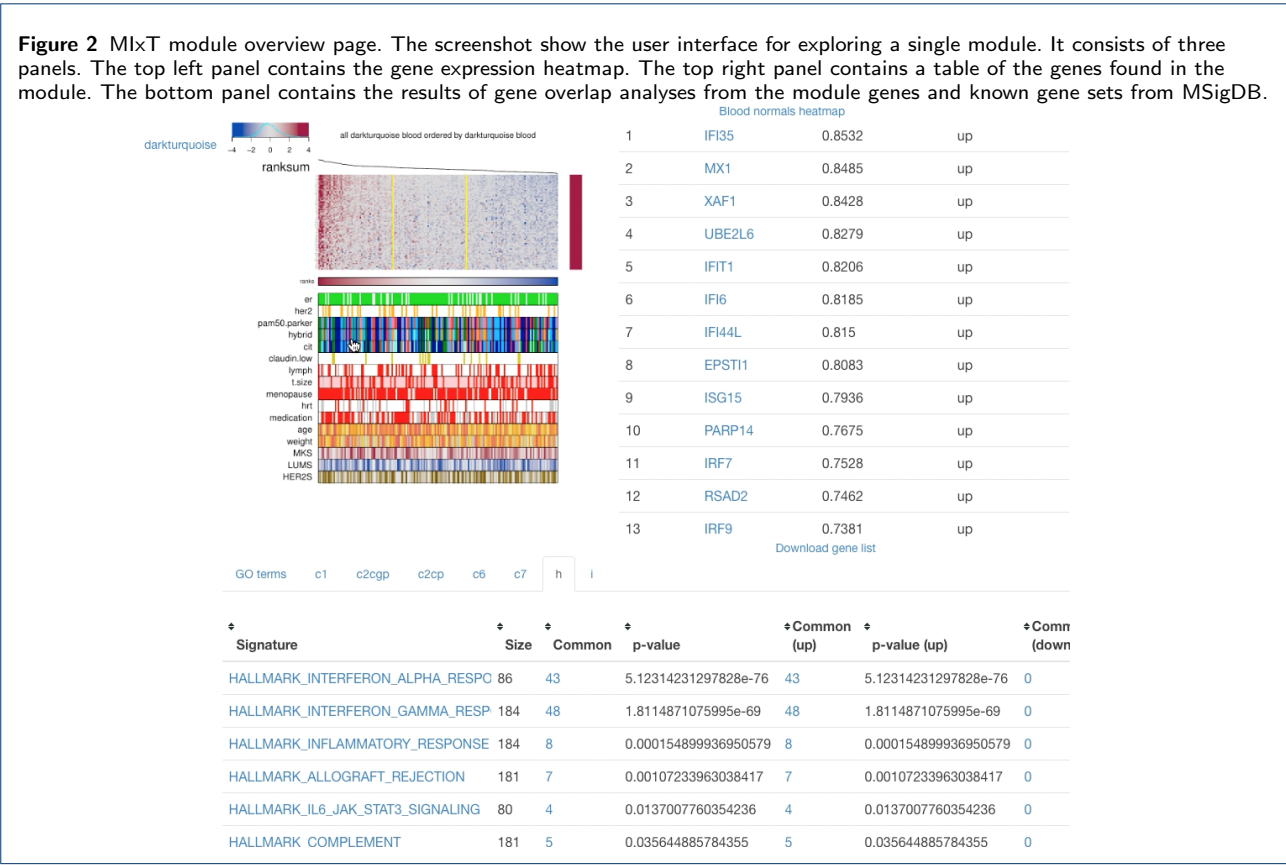 Figure 2 MIxT module overview page. The screenshot show the user interface for exploring a single module. It consists of three
panels. The top left panel contains the gene expression heatmap. The top right panel contains a table of the genes found in the
module. The bottom panel contains the results of gene overlap analyses from the module genes and known gene sets from MSigDB.
Blood normals heatmap
darkturquoise
-4 -2 0 2 4
all darkturquoise blood ordered by darkturquoise blood
ranksum
ranks
er
her2
pam50.parker
hybrid
cit
claudin.low
lymph
t.size
menopause
hrt
medication
age
weight
MKS
LUMS
HER2S
1 IFI35 0.8532 up
2 MX1 0.8485 up
3 XAF1 0.8428 up
4 UBE2L6 0.8279 up
5 IFIT1 0.8206 up
6 IFI6 0.8185 up
7 IFI44L 0.815 up
8 EPSTI1 0.8083 up
9 ISG15 0.7936 up
10 PARP14 0.7675 up
11 IRF7 0.7528 up
12 RSAD2 0.7462 up
13 IRF9 0.7381 up
Download gene list
GO terms c1 c2cgp c2cp c6 c7 h i
Signature Size Common p-value Common (up) p-value (up) Comm (down
HALLMARK_INTERFERON_ALPHA_RESPO 86 43 5.12314231297828e-76 43 5.12314231297828e-76 0
HALLMARK_INTERFERON_GAMMA_RESP 184 48 1.8114871075995e-69 48 1.8114871075995e-69 0
HALLMARK_INFLAMMATORY_RESPONSE 184 8 0.000154899936950579 8 0.000154899936950579 0
HALLMARK_ALLOGRAFT_REJECTION 181 7 0.00107233963038417 7 0.00107233963038417 0
HALLMARK_IL6_JAK_STAT3_SIGNALING 80 4 0.0137007760354236 4 0.0137007760354236 0
HALLMARK_COMPLEMENT 181 5 0.035644885784355 5 0.035644885784355 0